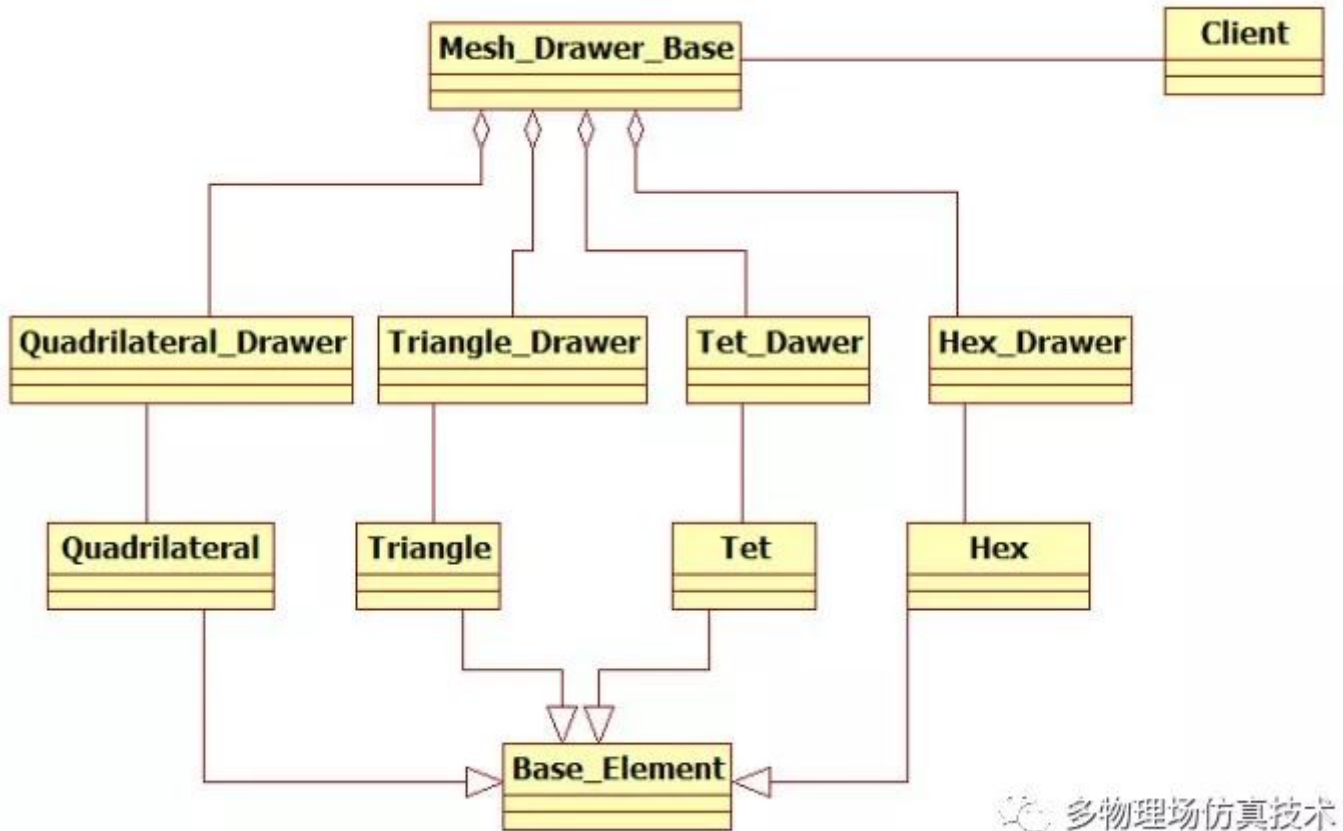 Mesh_Drawer_Base
Client
Quadrilateral_Drawer
Triangle_Drawer
Tet_Dawer
Hex_Drawer
Quadrilateral
Triangle
Tet
Hex
Base_Element
多物理场仿真技术